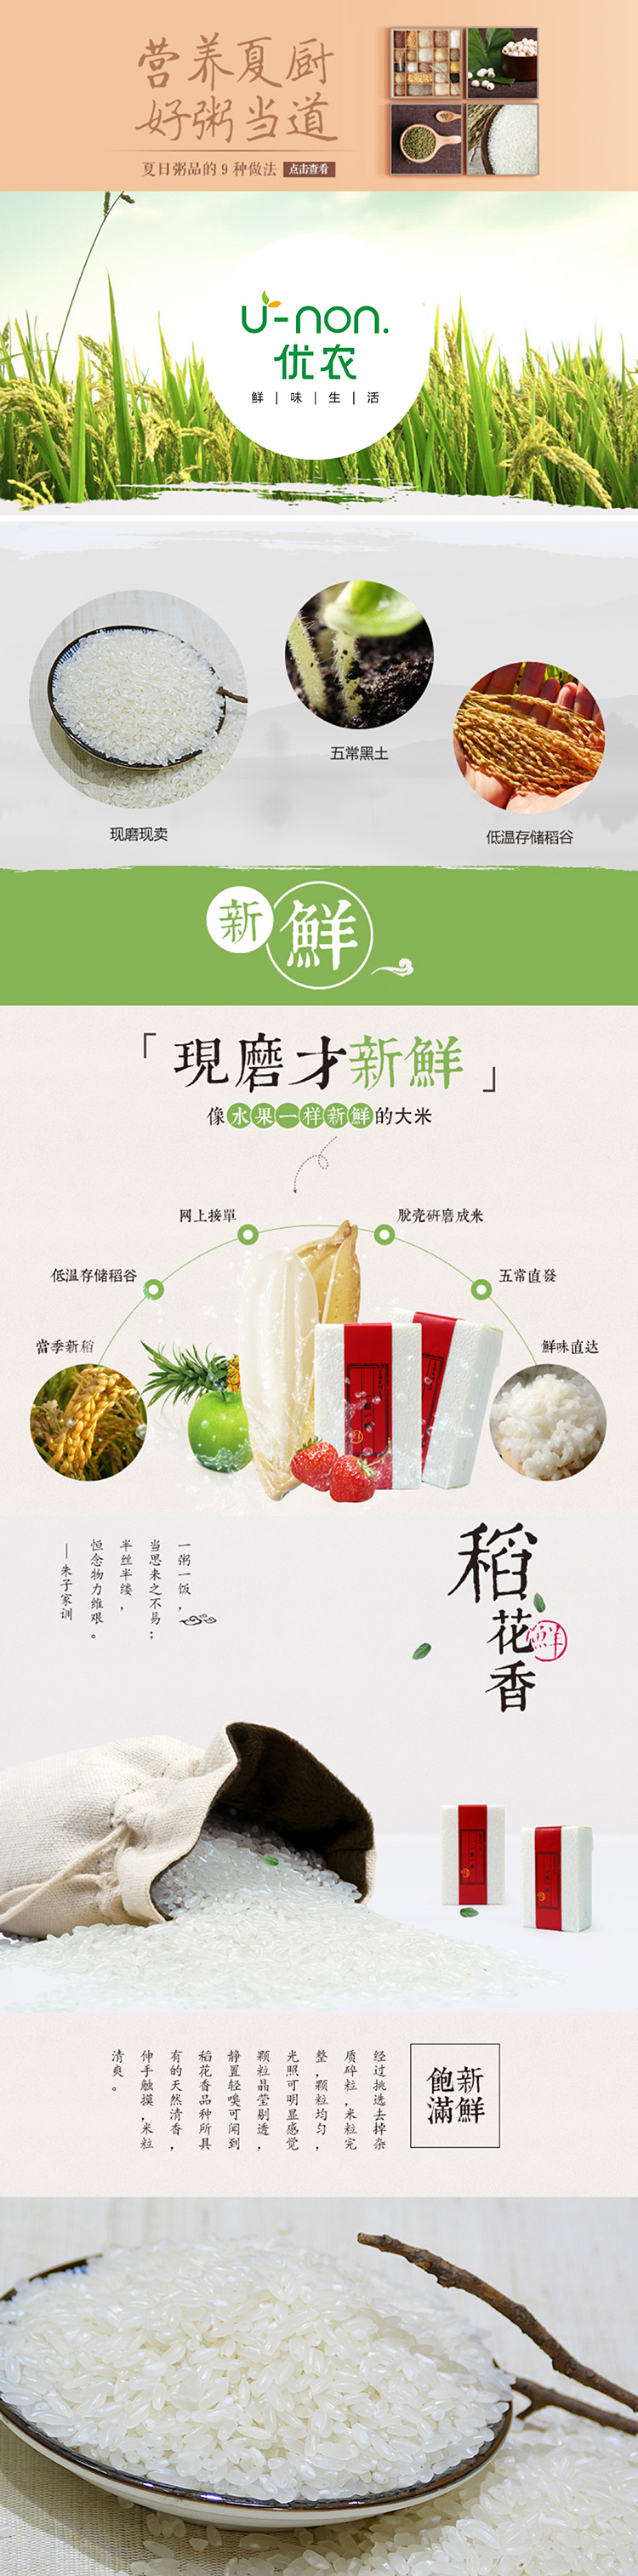 营养夏厨
好粥当道
夏日粥品的9种做法 点击查看
u-non.
优农
鲜|味|生|活
五常黑土
现磨现卖
低温存储稻谷
新鮮
「現磨才新鮮」
像水果一样新鲜的大米
网上接單
脫壳研磨成米
低温存储稻谷
五常直發
當季新稻
鲜味直达
一粥一饭，
当思来之不易；
半丝半缕，
恒念物力维艰。
—朱子家训
稻花香
鮮
新鮮
飽滿
经过挑选去掉杂
质碎粒，米粒完
整，颗粒均匀，
光照可明显感觉
颗粒晶莹剔透，
静置轻嗅可闻到
稻花香品种所具
有的天然清香，
伸手触摸，米粒
清爽。